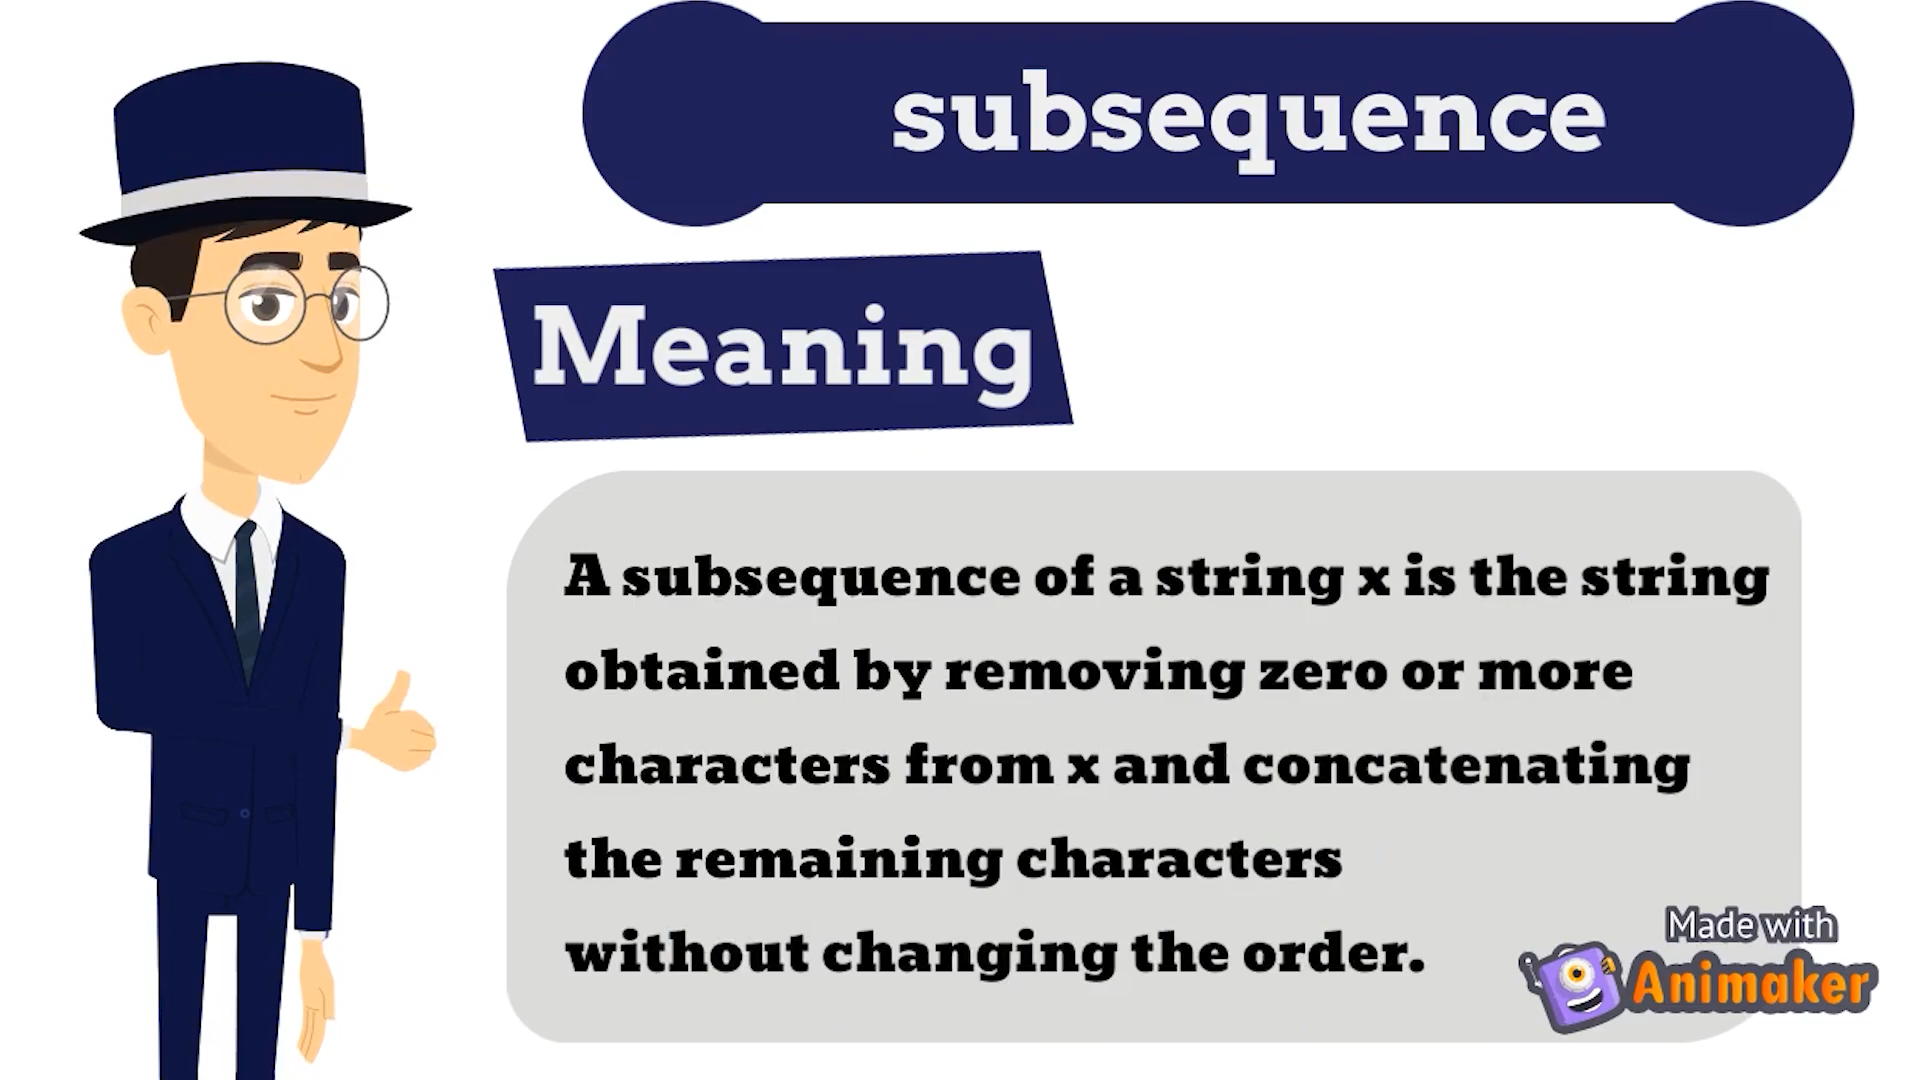 subsequence
Meaning
A subsequence of a string x is the string
obtained by removing zero or more
characters from x and concatenating
the remaining characters
without changing the order.
Made with
Animaker